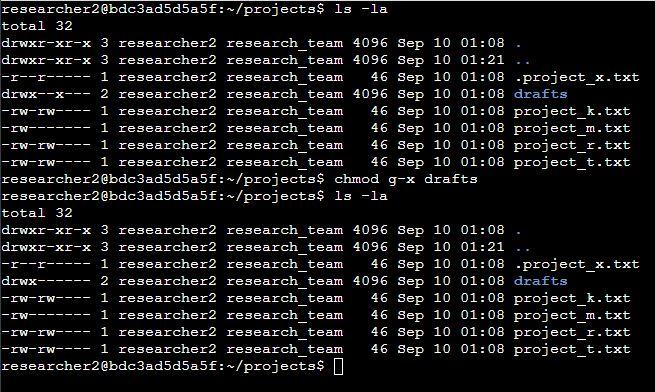 researcher2@bdc3ad5d5a5f:~/projects$ ls -la
total 32
drwxr-xr-x 3 researcher2 research_team 4096 Sep 10 01:08 .
drwxr-xr-x 3 researcher2 research_team 4096 Sep 10 01:21 ..
-r--r----- 1 researcher2 research_team   46 Sep 10 01:08 .project_x.txt
drwx--x--- 2 researcher2 research_team 4096 Sep 10 01:08 drafts
-rw-rw---- 1 researcher2 research_team   46 Sep 10 01:08 project_k.txt
-rw-rw---- 1 researcher2 research_team   46 Sep 10 01:08 project_m.txt
-rw-rw---- 1 researcher2 research_team   46 Sep 10 01:08 project_r.txt
-rw-rw---- 1 researcher2 research_team   46 Sep 10 01:08 project_t.txt
researcher2@bdc3ad5d5a5f:~/projects$ chmod g-x drafts
researcher2@bdc3ad5d5a5f:~/projects$ ls -la
total 32
drwxr-xr-x 3 researcher2 research_team 4096 Sep 10 01:08 .
drwxr-xr-x 3 researcher2 research_team 4096 Sep 10 01:21 ..
-r--r----- 1 researcher2 research_team   46 Sep 10 01:08 .project_x.txt
drwx------ 2 researcher2 research_team 4096 Sep 10 01:08 drafts
-rw-rw---- 1 researcher2 research_team   46 Sep 10 01:08 project_k.txt
-rw------- 1 researcher2 research_team   46 Sep 10 01:08 project_m.txt
-rw-rw---- 1 researcher2 research_team   46 Sep 10 01:08 project_r.txt
-rw-rw---- 1 researcher2 research_team   46 Sep 10 01:08 project_t.txt
researcher2@bdc3ad5d5a5f:~/projects$